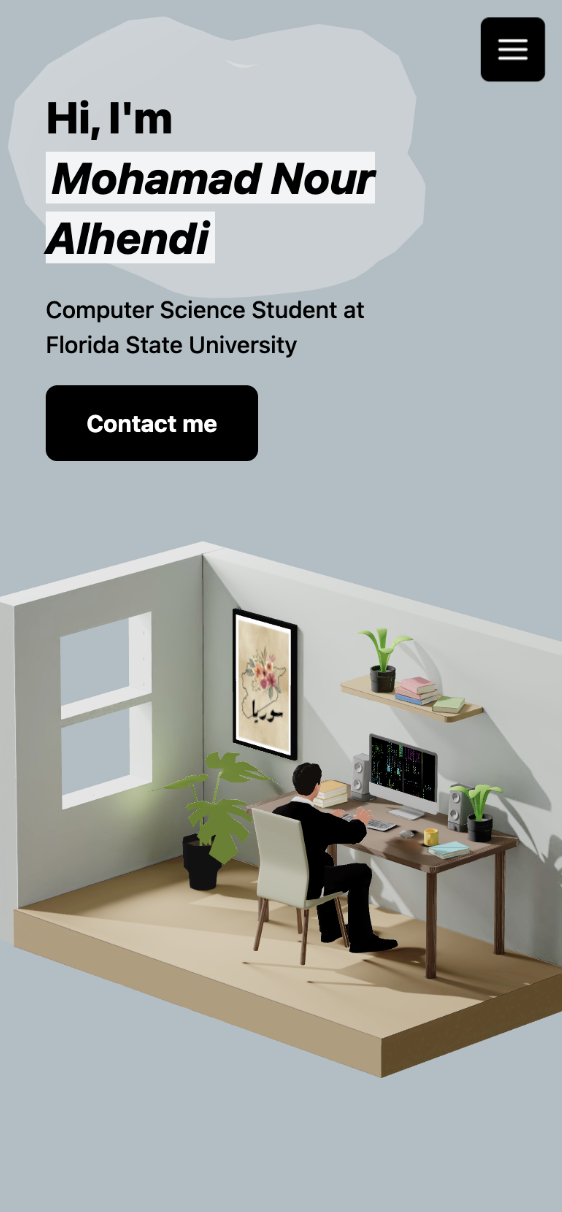 Hi, I'm
Mohamad Nour
Alhendi
Computer Science Student at
Florida State University
Contact me
سوريا